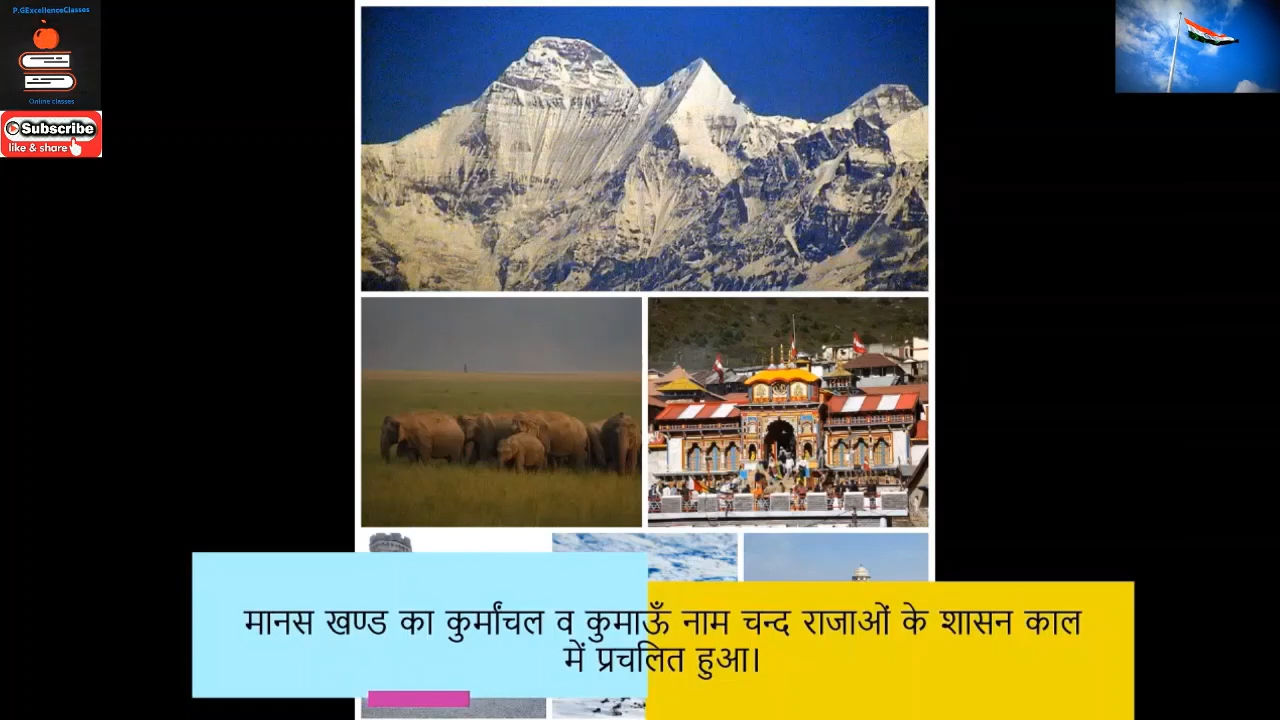 P.GExcellenceClasses
Online classes
Subscribe
like & share
मानस खण्ड का कुर्मांचल व कुमाऊँ नाम चन्द राजाओं के शासन काल
में प्रचलित हुआ।